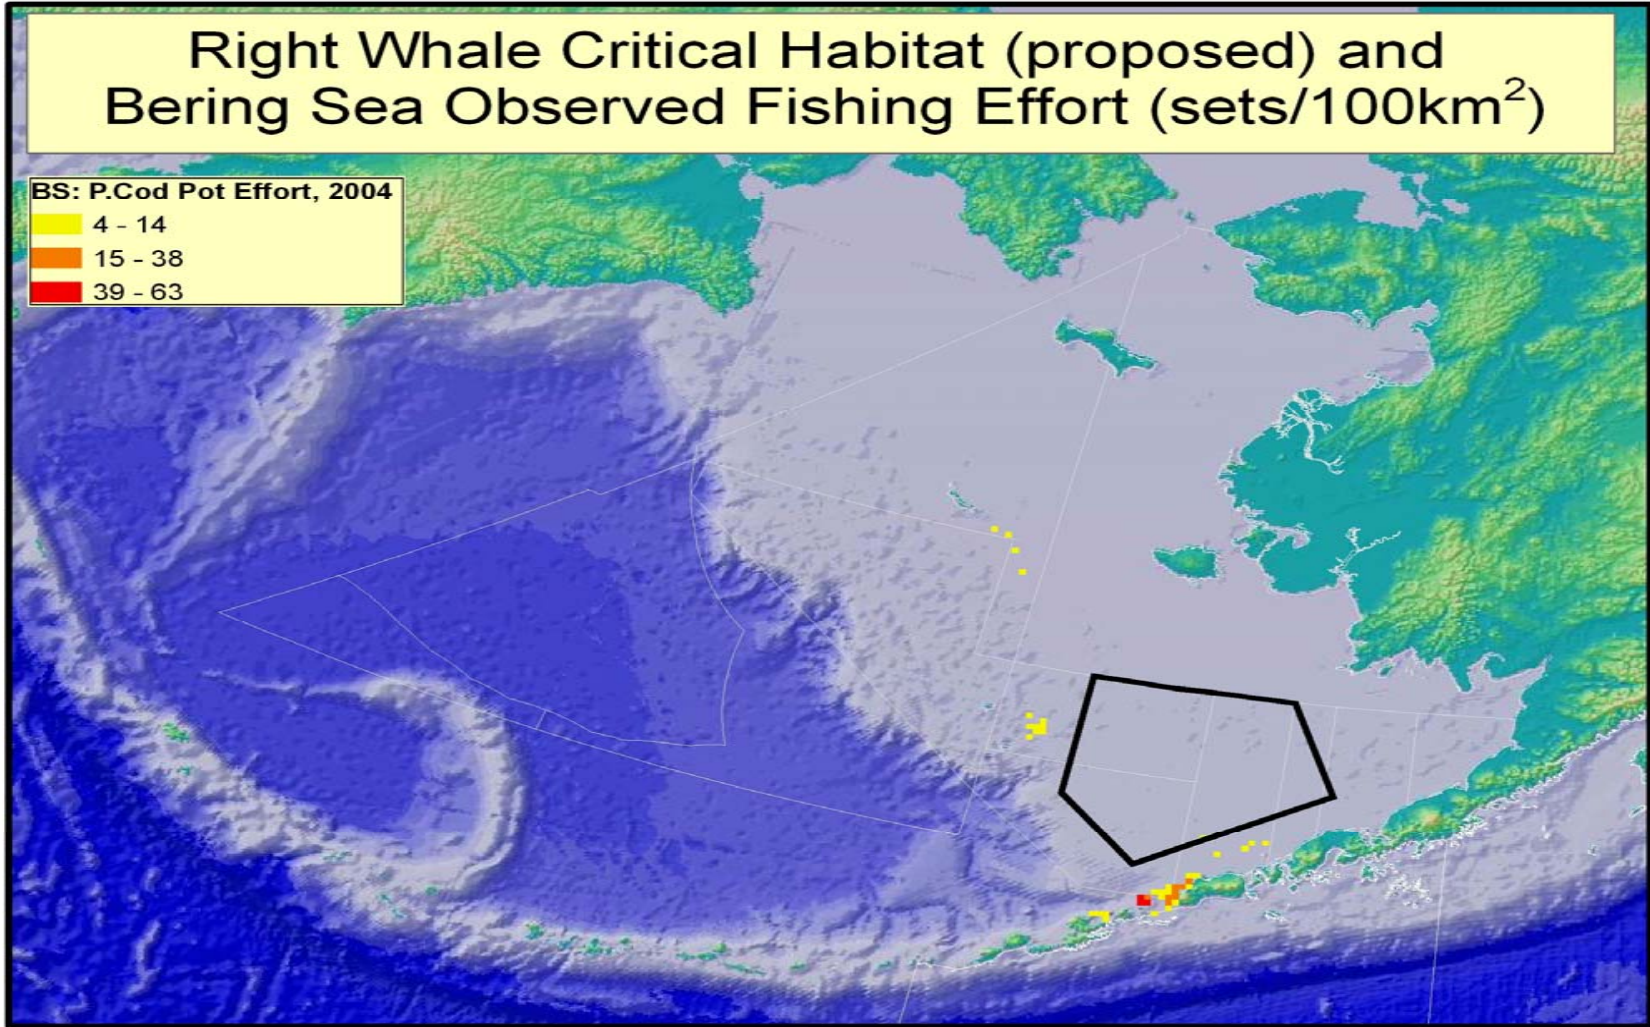 Right Whale Critical Habitat (proposed) and
Bering Sea Observed Fishing Effort (sets/100km²)
BS: P.Cod Pot Effort, 2004
4 - 14
15 - 38
39 - 63